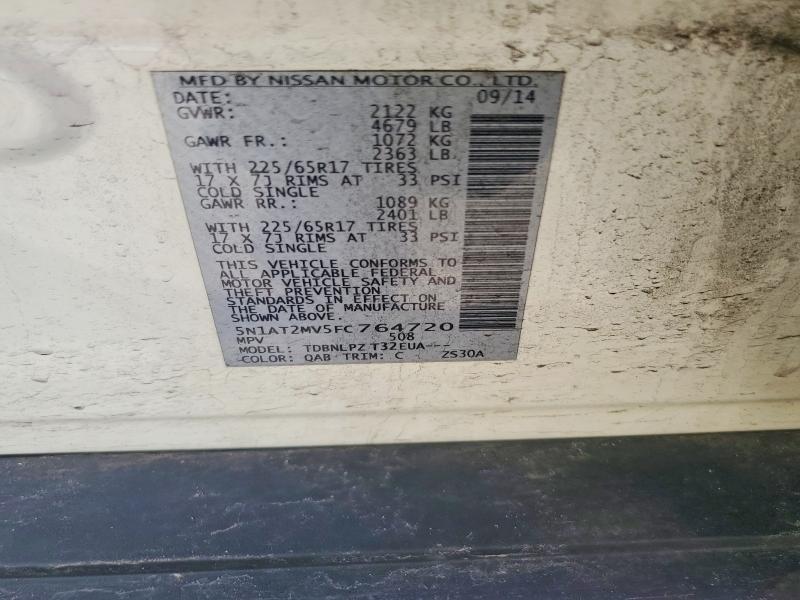 MFD BY NISSAN MOTOR CO., LTD.
DATE: 09/14
GVWR: 2122 KG
4679 LB
GAWR FR.: 1072 KG
2363 LB
WITH 225/65R17 TIRES
17 X 7J RIMS AT 33 PSI
COLD SINGLE
GAWR RR.: 1089 KG
2401 LB
WITH 225/65R17 TIRES
17 X 7J RIMS AT 33 PSI
COLD SINGLE
THIS VEHICLE CONFORMS TO
ALL APPLICABLE FEDERAL
MOTOR VEHICLE SAFETY AND
THEFT PREVENTION
STANDARDS IN EFFECT ON
THE DATE OF MANUFACTURE
SHOWN ABOVE.
5N1AT2MV5FC764720
MPV 508
MODEL: TDBNLPZ T32EUA---
COLOR: QAB TRIM: C ZS30A